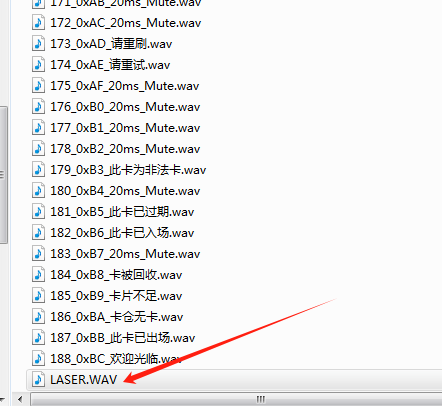 171_0xAB_20ms_Mute.wav
172_0xAC_20ms_Mute.wav
173_0xAD_请重刷.wav
174_0xAE_请重试.wav
175_0xAF_20ms_Mute.wav
176_0xB0_20ms_Mute.wav
177_0xB1_20ms_Mute.wav
178_0xB2_20ms_Mute.wav
179_0xB3_此卡为非法卡.wav
180_0xB4_20ms_Mute.wav
181_0xB5_此卡已过期.wav
182_0xB6_此卡已入场.wav
183_0xB7_20ms_Mute.wav
184_0xB8_卡被回收.wav
185_0xB9_卡片不足.wav
186_0xBA_卡仓无卡.wav
187_0xBB_此卡已出场.wav
188_0xBC_欢迎光临.wav
LASER.WAV